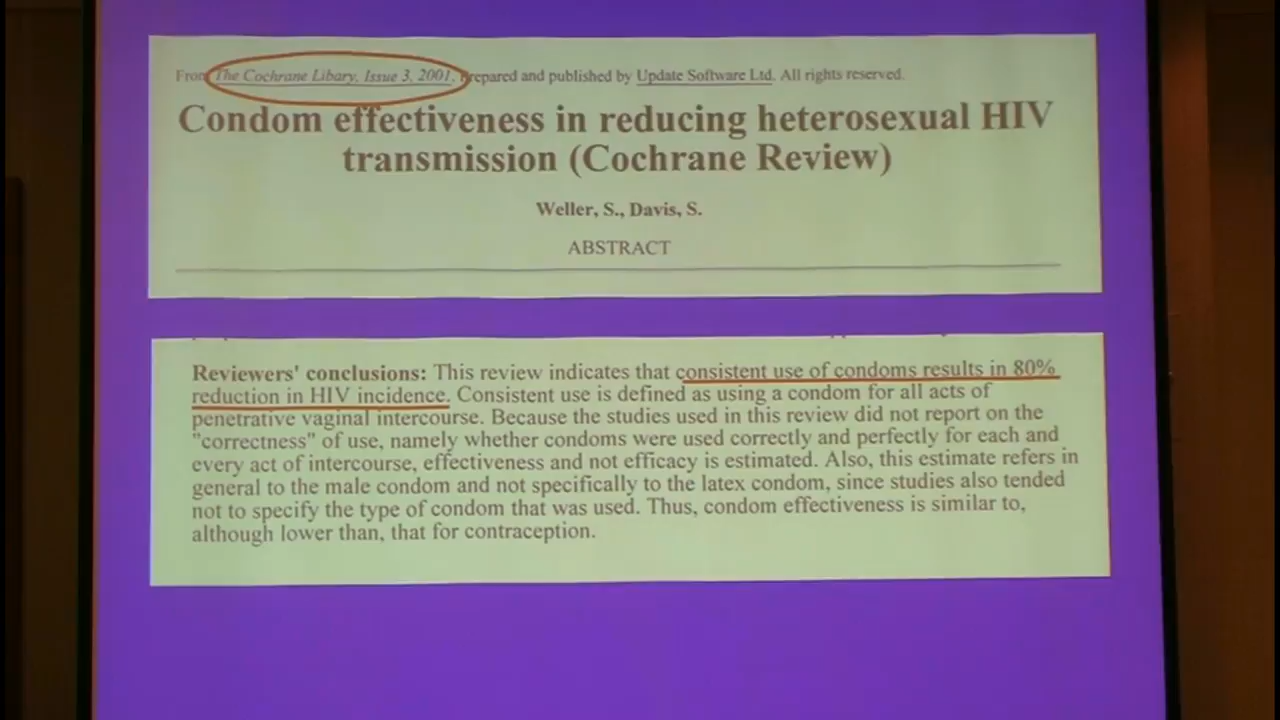 From The Cochrane Libary, Issue 3, 2001, Prepared and published by Update Software Ltd. All rights reserved.
Condom effectiveness in reducing heterosexual HIV
transmission (Cochrane Review)
Weller, S., Davis, S.
ABSTRACT
Reviewers' conclusions: This review indicates that consistent use of condoms results in 80%
reduction in HIV incidence. Consistent use is defined as using a condom for all acts of
penetrative vaginal intercourse. Because the studies used in this review did not report on the
"correctness" of use, namely whether condoms were used correctly and perfectly for each and
every act of intercourse, effectiveness and not efficacy is estimated. Also, this estimate refers in
general to the male condom and not specifically to the latex condom, since studies also tended
not to specify the type of condom that was used. Thus, condom effectiveness is similar to,
although lower than, that for contraception.